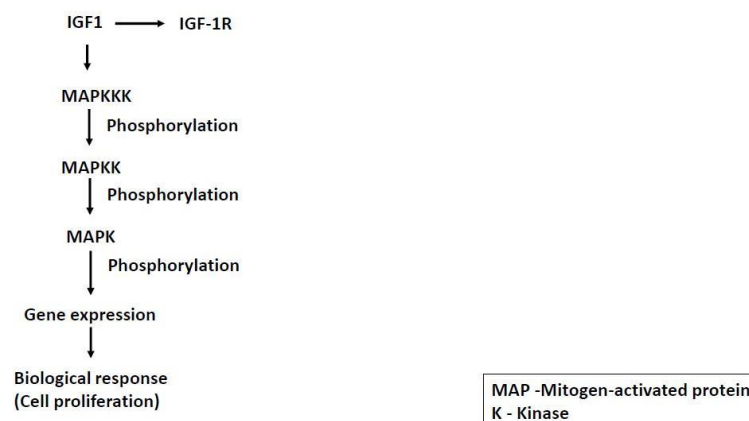 IGF1 IGF-1R
MAPKKK
Phosphorylation
MAPKK
Phosphorylation
MAPK
Phosphorylation
Gene expression
Biological response
(Cell proliferation)
MAP -Mitogen-activated protein
K - Kinase